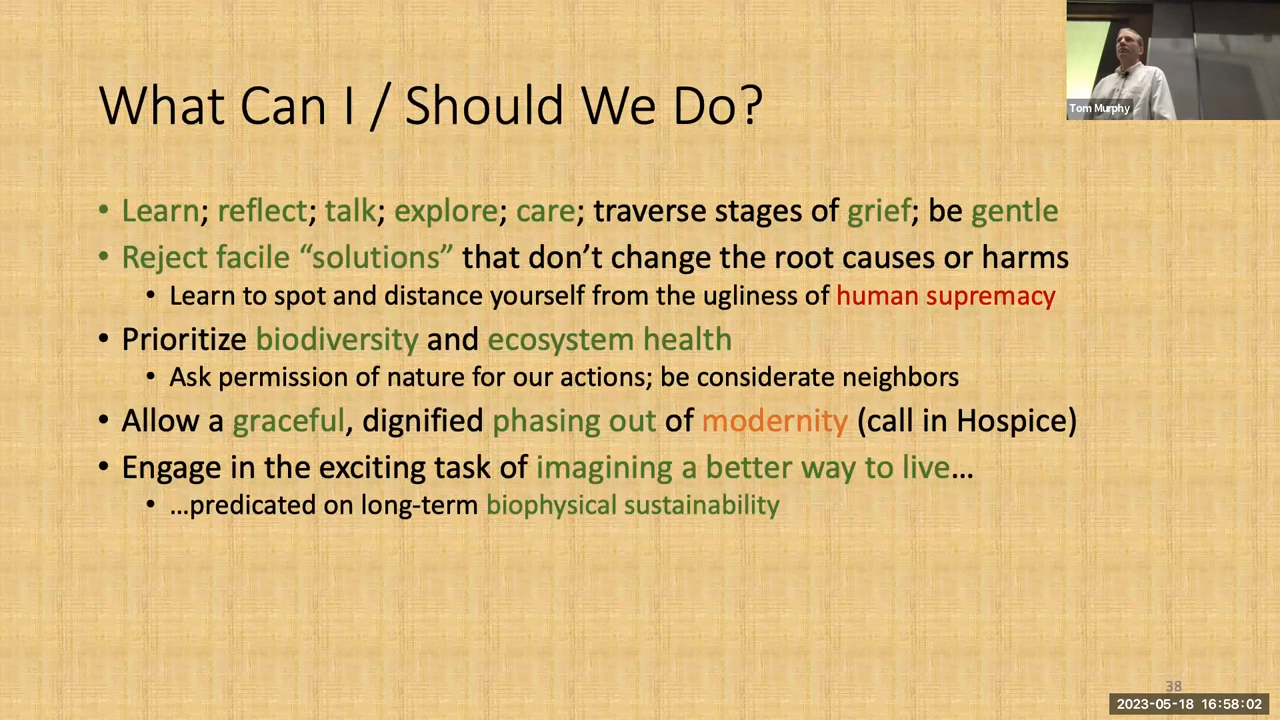 Tom Murphy
What Can I / Should We Do?
• Learn; reflect; talk; explore; care; traverse stages of grief; be gentle
• Reject facile “solutions” that don’t change the root causes or harms
• Learn to spot and distance yourself from the ugliness of human supremacy
• Prioritize biodiversity and ecosystem health
• Ask permission of nature for our actions; be considerate neighbors
• Allow a graceful, dignified phasing out of modernity (call in Hospice)
• Engage in the exciting task of imagining a better way to live…
• …predicated on long-term biophysical sustainability
38
2023-05-18 16:58:02